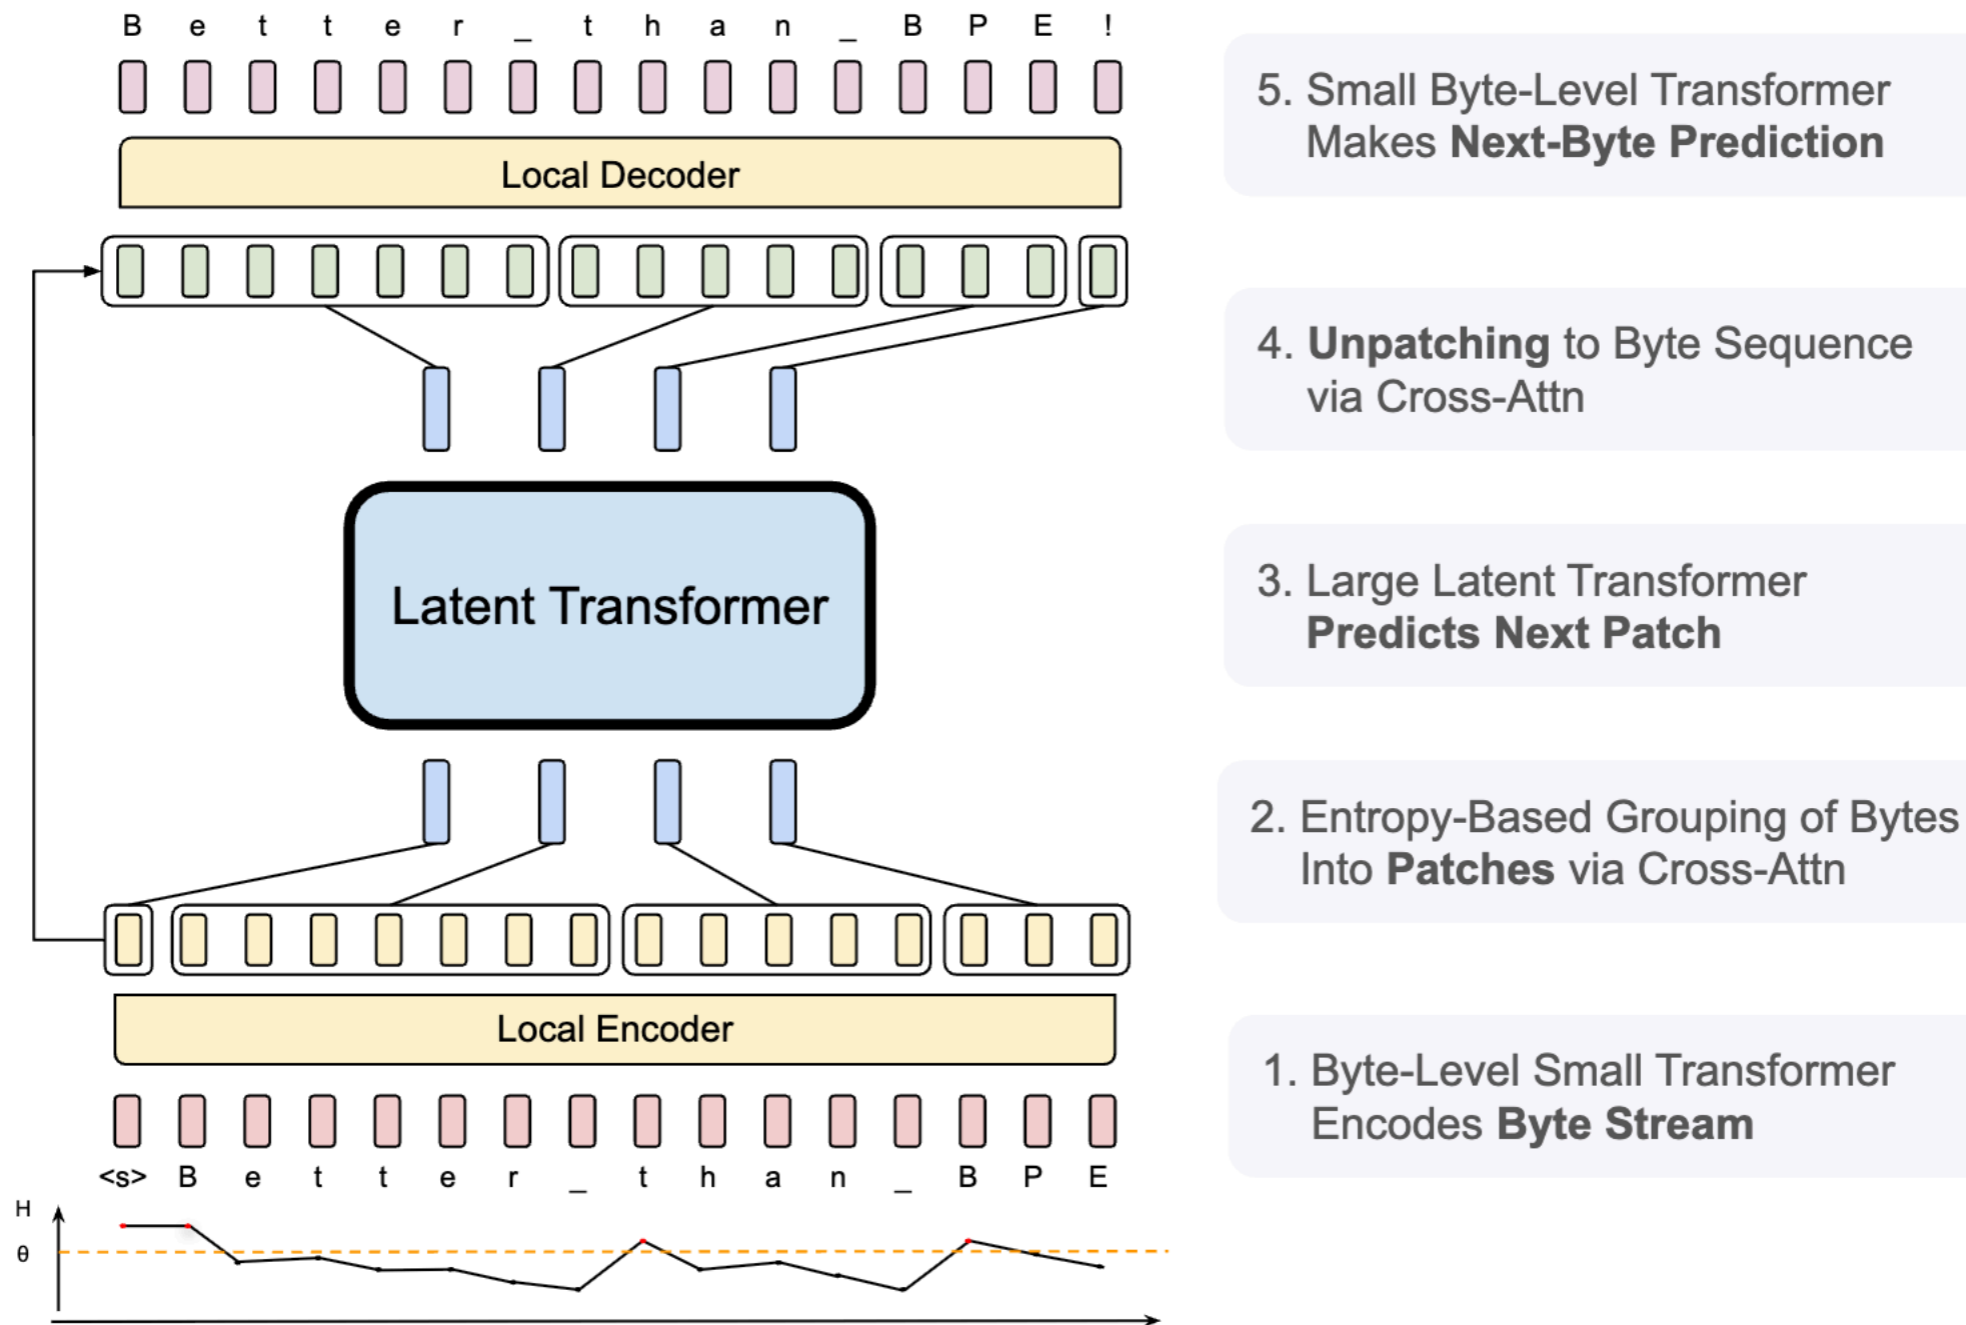 B e t t e r _ t h a n _ B P E !
5. Small Byte-Level Transformer
Makes Next-Byte Prediction
Local Decoder
4. Unpatching to Byte Sequence
via Cross-Attn
3. Large Latent Transformer
Predicts Next Patch
Latent Transformer
2. Entropy-Based Grouping of Bytes
Into Patches via Cross-Attn
Local Encoder
1. Byte-Level Small Transformer
Encodes Byte Stream
<s> B e t t e r _ t h a n _ B P E
H
θ